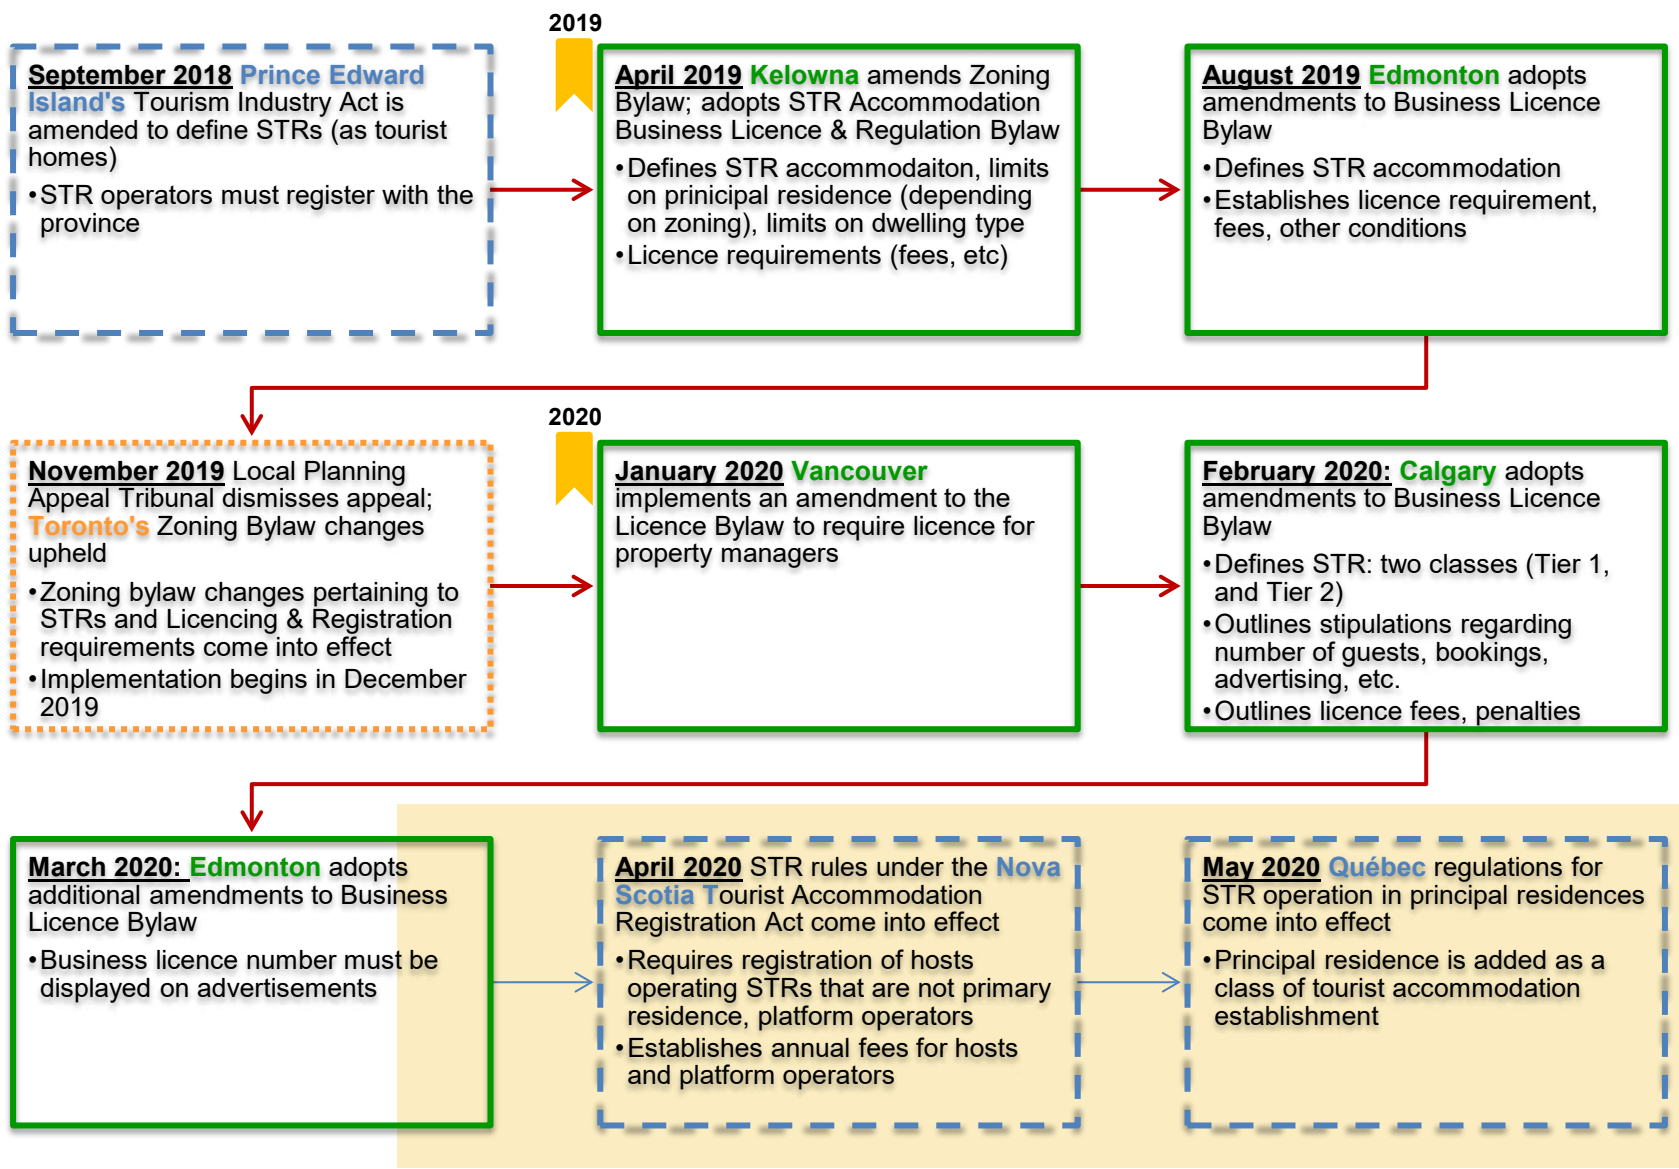 2019
September 2018 Prince Edward
Island's Tourism Industry Act is
amended to define STRs (as tourist
homes)
•STR operators must register with the
province
April 2019 Kelowna amends Zoning
Bylaw; adopts STR Accommodation
Business Licence & Regulation Bylaw
•Defines STR accommodaiton, limits
on prinicipal residence (depending
on zoning), limits on dwelling type
•Licence requirements (fees, etc)
August 2019 Edmonton adopts
amendments to Business Licence
Bylaw
•Defines STR accommodation
•Establishes licence requirement,
fees, other conditions
2020
November 2019 Local Planning
Appeal Tribunal dismisses appeal;
Toronto's Zoning Bylaw changes
upheld
•Zoning bylaw changes pertaining to
STRs and Licencing & Registration
requirements come into effect
•Implementation begins in December
2019
January 2020 Vancouver
implements an amendment to the
Licence Bylaw to require licence for
property managers
February 2020: Calgary adopts
amendments to Business Licence
Bylaw
•Defines STR: two classes (Tier 1,
and Tier 2)
•Outlines stipulations regarding
number of guests, bookings,
advertising, etc.
•Outlines licence fees, penalties
March 2020: Edmonton adopts
additional amendments to Business
Licence Bylaw
•Business licence number must be
displayed on advertisements
April 2020 STR rules under the Nova
Scotia Tourist Accommodation
Registration Act come into effect
•Requires registration of hosts
operating STRs that are not primary
residence, platform operators
•Establishes annual fees for hosts
and platform operators
May 2020 Québec regulations for
STR operation in principal residences
come into effect
•Principal residence is added as a
class of tourist accommodation
establishment